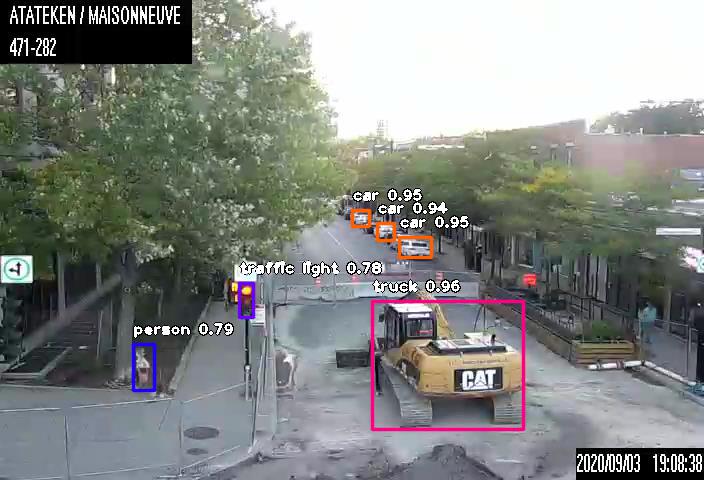 ATATEKEN / MAISONNEUVE
471-282
car 0.95
car 0.94
car 0.95
traffic light 0.78
truck 0.96
person 0.79
CAT
2020/09/03 19:08:38